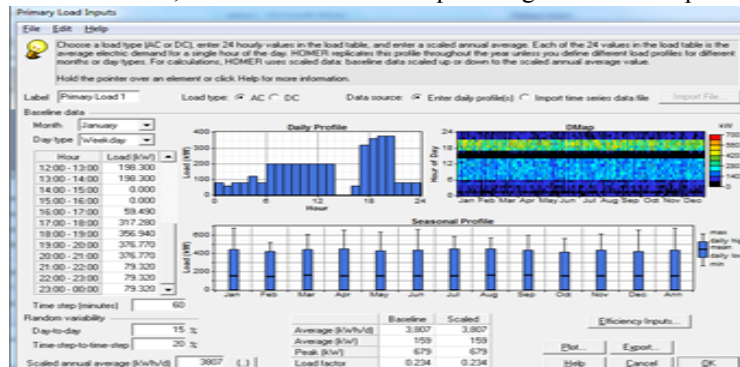 Primary Load Inputs
File Edit Help
Choose a load type (AC or DC), enter 24 hourly values in the load table, and enter a scaled annual average. Each of the 24 values in the load table is the
average electric demand for a single hour of the day. HOMER replicates this profile throughout the year unless you define different load profiles for different
months or day types. For calculations, HOMER uses scaled data: baseline data scaled up or down to the scaled annual average value.
Hold the pointer over an element or click Help for more information.
Label Primary Load 1 Load type: AC DC Data source: Enter daily profile(s) Import time series data file Import File...
Baseline data
Month January
Day type Weekday
Hour Load (kW)
12:00 - 13:00 198.300
13:00 - 14:00 198.300
14:00 - 15:00 0.000
15:00 - 16:00 0.000
16:00 - 17:00 59.490
17:00 - 18:00 317.280
18:00 - 19:00 356.940
19:00 - 20:00 376.770
20:00 - 21:00 376.770
21:00 - 22:00 79.320
22:00 - 23:00 79.320
23:00 - 00:00 79.320
Time step (minutes) 60
Random variability
Day-to-day 15 %
Time-step-to-time-step 20 %
Scaled annual average (kWh/d) 3807 {..}
Daily Profile
Load (kW)
400
300
200
100
0
0 6 12 18 24
Hour
DMap
Hour of Day
24
18
12
6
0
Jan Feb Mar Apr May Jun Jul Aug Sep Oct Nov Dec
kW
700
560
420
280
140
0
Seasonal Profile
Load (kW)
600
400
200
0
Jan Feb Mar Apr May Jun Jul Aug Sep Oct Nov Dec Ann
max
daily hig
mean
daily low
min
Baseline Scaled
Average (kWh/d) 3,807 3,807
Average (kW) 159 159
Peak (kW) 679 679
Load factor 0.234 0.234
Efficiency Inputs...
Plot... Export...
Help Cancel OK